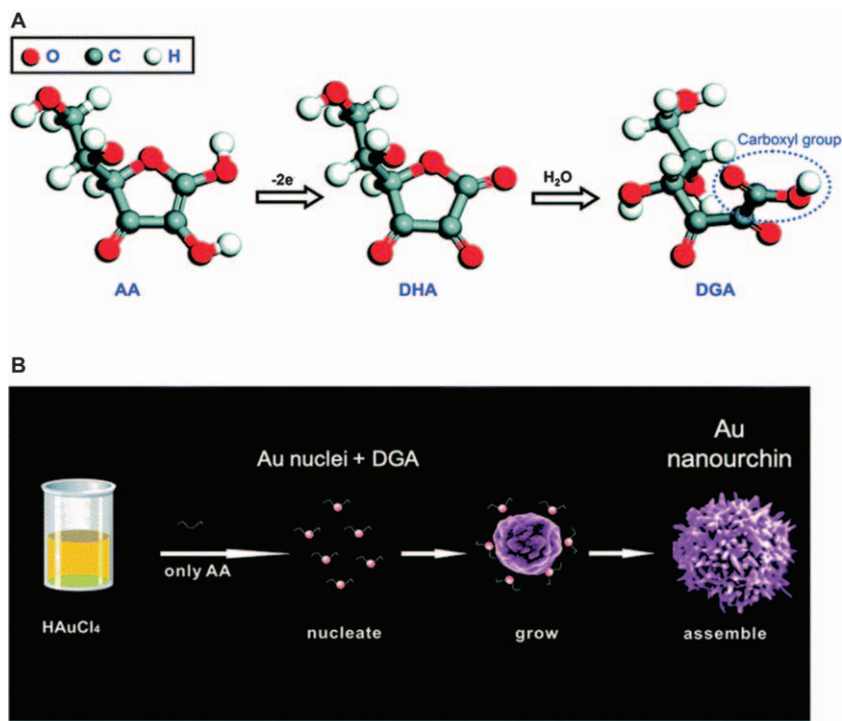 A
O C H
Carboxyl group
-2e
H₂O
AA
DHA
DGA
B
Au
nanourchin
Au nuclei + DGA
only AA
HAuCl₄
nucleate
grow
assemble